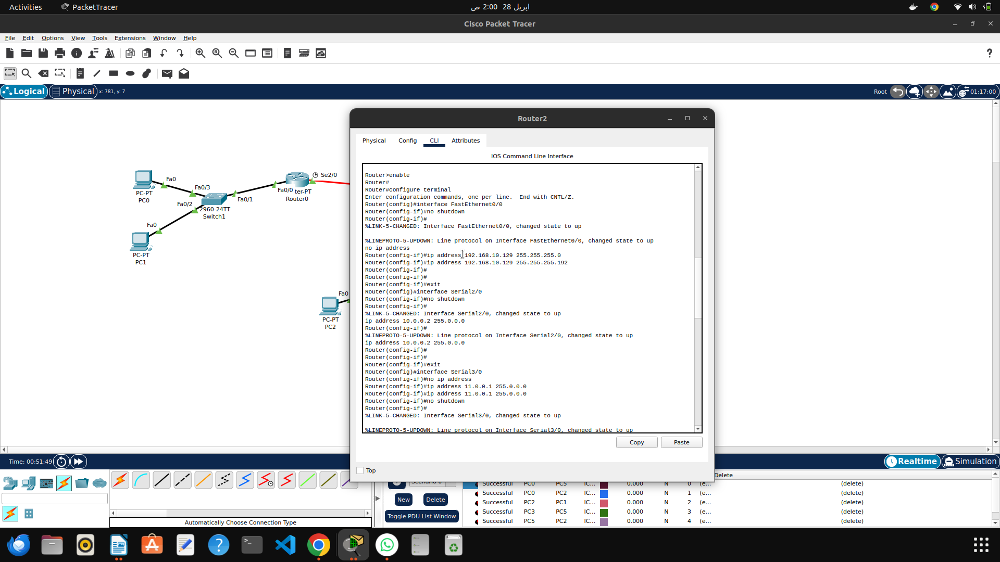 Activities
PacketTracer
اپریل 28 2:00 ص
Cisco Packet Tracer
File Edit Options View Tools Extensions Window Help
?
Logical
Physical
x: 781, y: 7
Root
01:17:00
Router2
Physical Config CLI Attributes
IOS Command Line Interface
Router>enable
Router#
Router#configure terminal
Enter configuration commands, one per line. End with CNTL/Z.
Router(config)#interface FastEthernet0/0
Router(config-if)#no shutdown
Router(config-if)#
%LINK-5-CHANGED: Interface FastEthernet0/0, changed state to up
%LINEPROTO-5-UPDOWN: Line protocol on Interface FastEthernet0/0, changed state to up
no ip address
Router(config-if)#ip address 192.168.10.129 255.255.255.0
Router(config-if)#ip address 192.168.10.129 255.255.255.192
Router(config-if)#
Router(config-if)#
Router(config-if)#exit
Router(config)#interface Serial2/0
Router(config-if)#no shutdown
Router(config-if)#
%LINK-5-CHANGED: Interface Serial2/0, changed state to up
ip address 10.0.0.2 255.0.0.0
Router(config-if)#
%LINEPROTO-5-UPDOWN: Line protocol on Interface Serial2/0, changed state to up
ip address 10.0.0.2 255.0.0.0
Router(config-if)#
Router(config-if)#
Router(config-if)#exit
Router(config)#interface Serial3/0
Router(config-if)#no ip address
Router(config-if)#ip address 11.0.0.1 255.0.0.0
Router(config-if)#ip address 11.0.0.1 255.0.0.0
Router(config-if)#no shutdown
Router(config-if)#
%LINK-5-CHANGED: Interface Serial3/0, changed state to up
%LINEPROTO-5-UPDOWN: Line protocol on Interface Serial3/0, changed state to up
Copy
Paste
Top
Fa0
PC-PT
PC0
Fa0/3
Fa0/2
2960-24TT
Switch1
Fa0/1
Fa0/0
ter-PT
Router0
Se2/0
Fa0
PC-PT
PC1
Fa0
PC-PT
PC2
Time: 00:51:49
Realtime
Simulation
Automatically Choose Connection Type
New
Delete
Toggle PDU List Window
Delete
Successful PC0 PC5 IC... 0.000 N 0 (e... (delete)
Successful PC0 PC2 IC... 0.000 N 1 (e... (delete)
Successful PC2 PC1 IC... 0.000 N 2 (e... (delete)
Successful PC3 PC5 IC... 0.000 N 3 (e... (delete)
Successful PC5 PC2 IC... 0.000 N 4 (e... (delete)